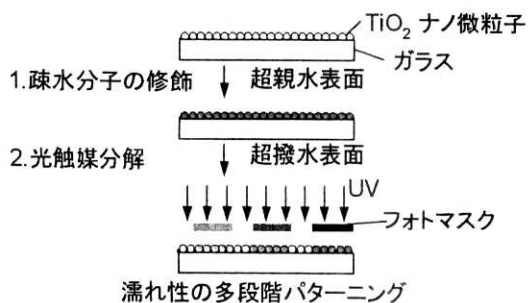 TiO₂ ナノ微粒子
ガラス
1.疎水分子の修飾
超親水表面
2.光触媒分解
超撥水表面
UV
フォトマスク
濡れ性の多段階パターニング